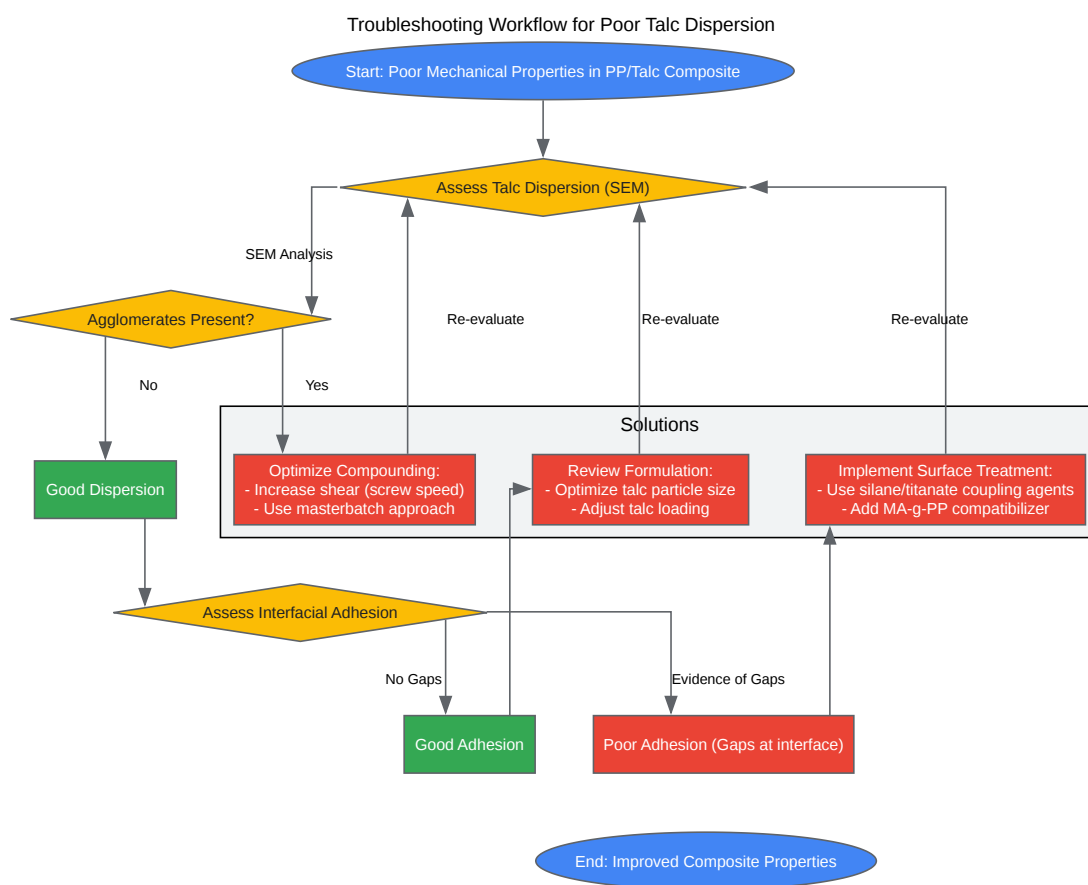 Troubleshooting Workflow for Poor Talc Dispersion
Start: Poor Mechanical Properties in PP/Talc Composite
Assess Talc Dispersion (SEM)
SEM Analysis
Agglomerates Present?
Re-evaluate
Re-evaluate
Re-evaluate
No
Yes
Solutions
Good Dispersion
Optimize Compounding:
- Increase shear (screw speed)
- Use masterbatch approach
Review Formulation:
- Optimize talc particle size
- Adjust talc loading
Implement Surface Treatment:
- Use silane/titanate coupling agents
- Add MA-g-PP compatibilizer
Assess Interfacial Adhesion
No Gaps
Evidence of Gaps
Good Adhesion
Poor Adhesion (Gaps at interface)
End: Improved Composite Properties